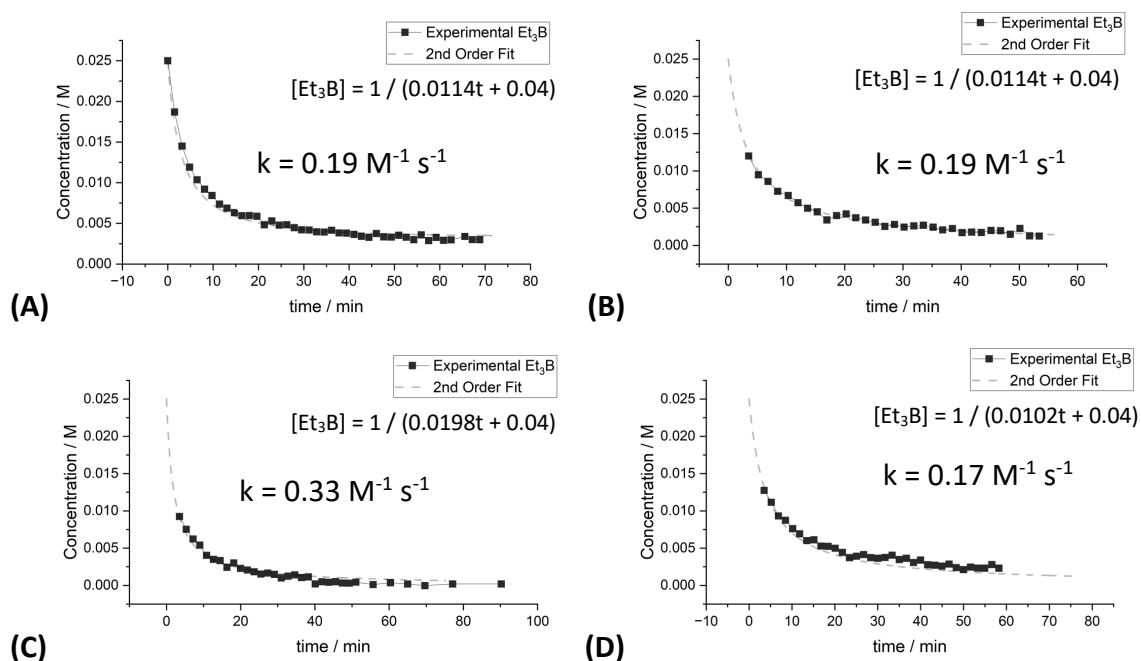 Experimental Et₃B
2nd Order Fit
[Et₃B] = 1 / (0.0114t + 0.04)
k = 0.19 M⁻¹ s⁻¹
Concentration / M
0.025
0.020
0.015
0.010
0.005
0.000
−10 0 10 20 30 40 50 60 70 80
time / min
(A)
Experimental Et₃B
2nd Order Fit
[Et₃B] = 1 / (0.0114t + 0.04)
k = 0.19 M⁻¹ s⁻¹
Concentration / M
0.025
0.020
0.015
0.010
0.005
0.000
0 10 20 30 40 50 60
time / min
(B)
Experimental Et₃B
2nd Order Fit
[Et₃B] = 1 / (0.0198t + 0.04)
k = 0.33 M⁻¹ s⁻¹
Concentration / M
0.025
0.020
0.015
0.010
0.005
0.000
0 20 40 60 80 100
time / min
(C)
Experimental Et₃B
2nd Order Fit
[Et₃B] = 1 / (0.0102t + 0.04)
k = 0.17 M⁻¹ s⁻¹
Concentration / M
0.025
0.020
0.015
0.010
0.005
0.000
−10 0 10 20 30 40 50 60 70 80
time / min
(D)